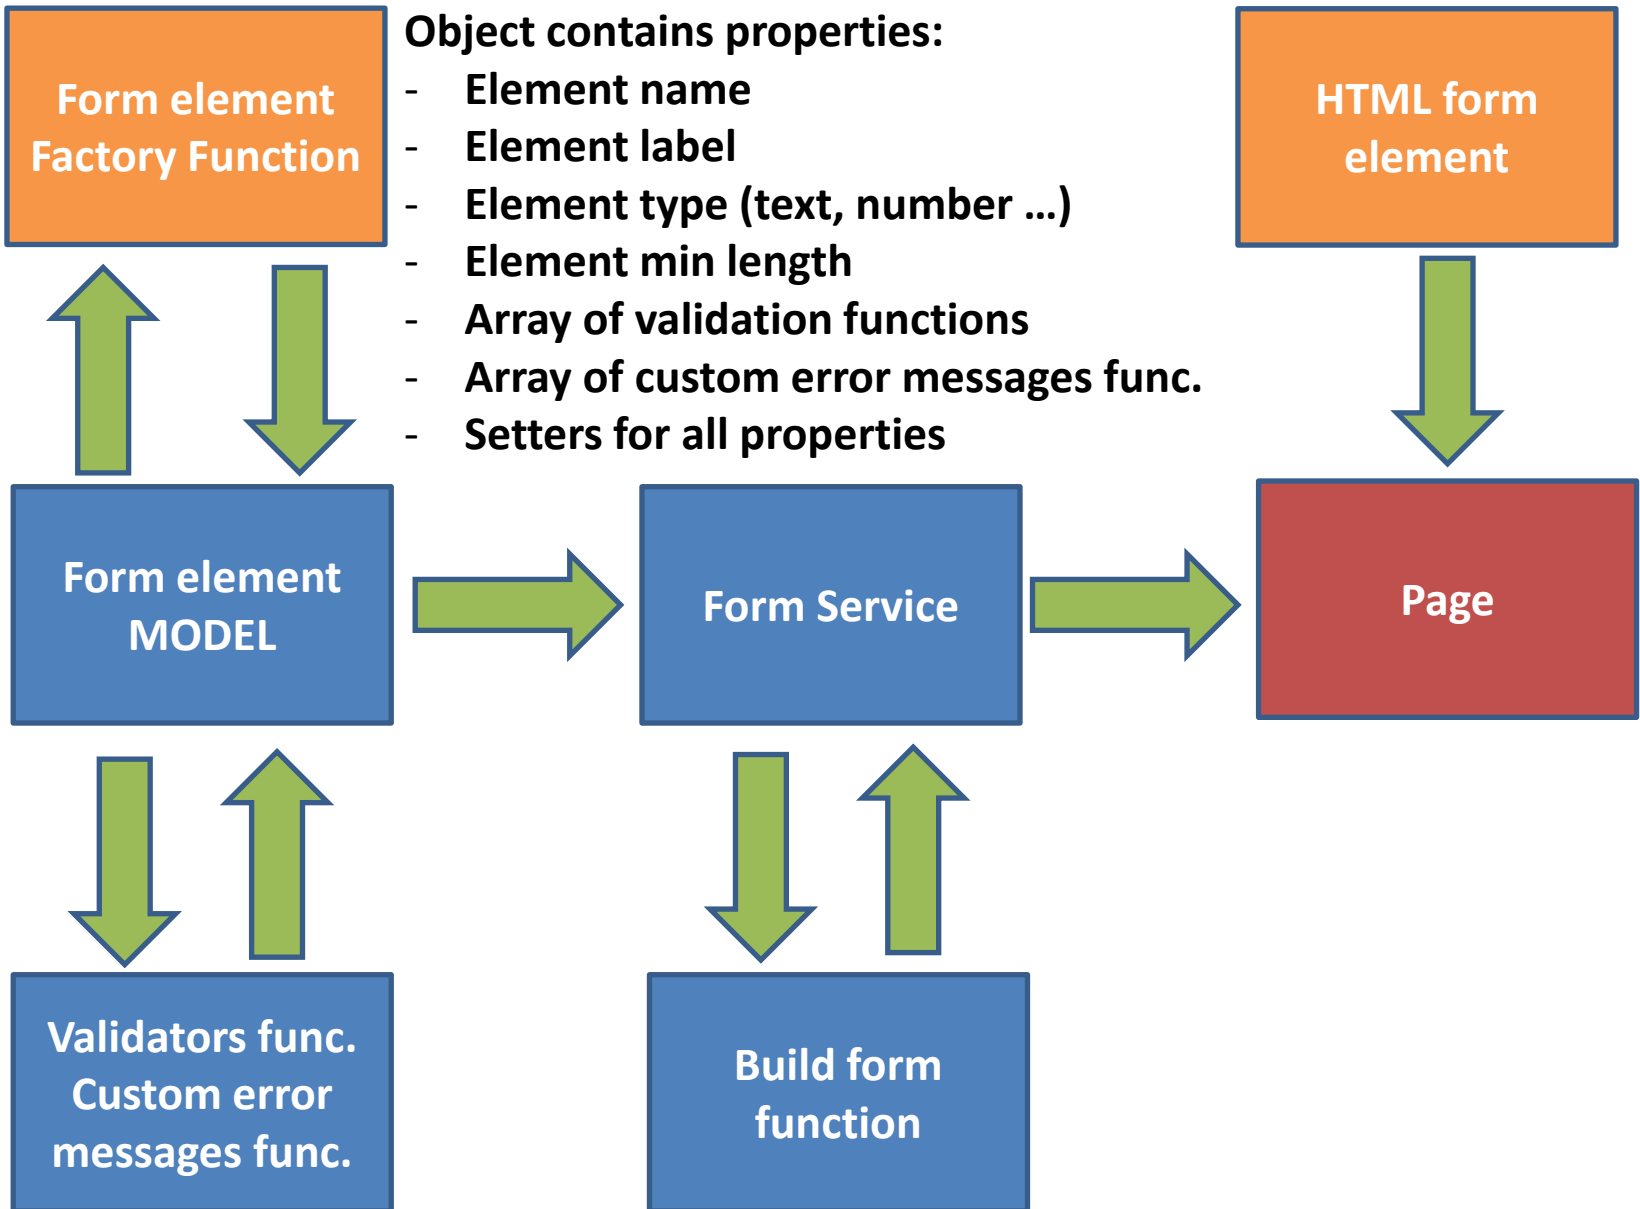 Form element
Factory Function
Object contains properties:
- Element name
- Element label
- Element type (text, number …)
- Element min length
- Array of validation functions
- Array of custom error messages func.
- Setters for all properties
HTML form
element
Form element
MODEL
Form Service
Page
Validators func.
Custom error
messages func.
Build form
function